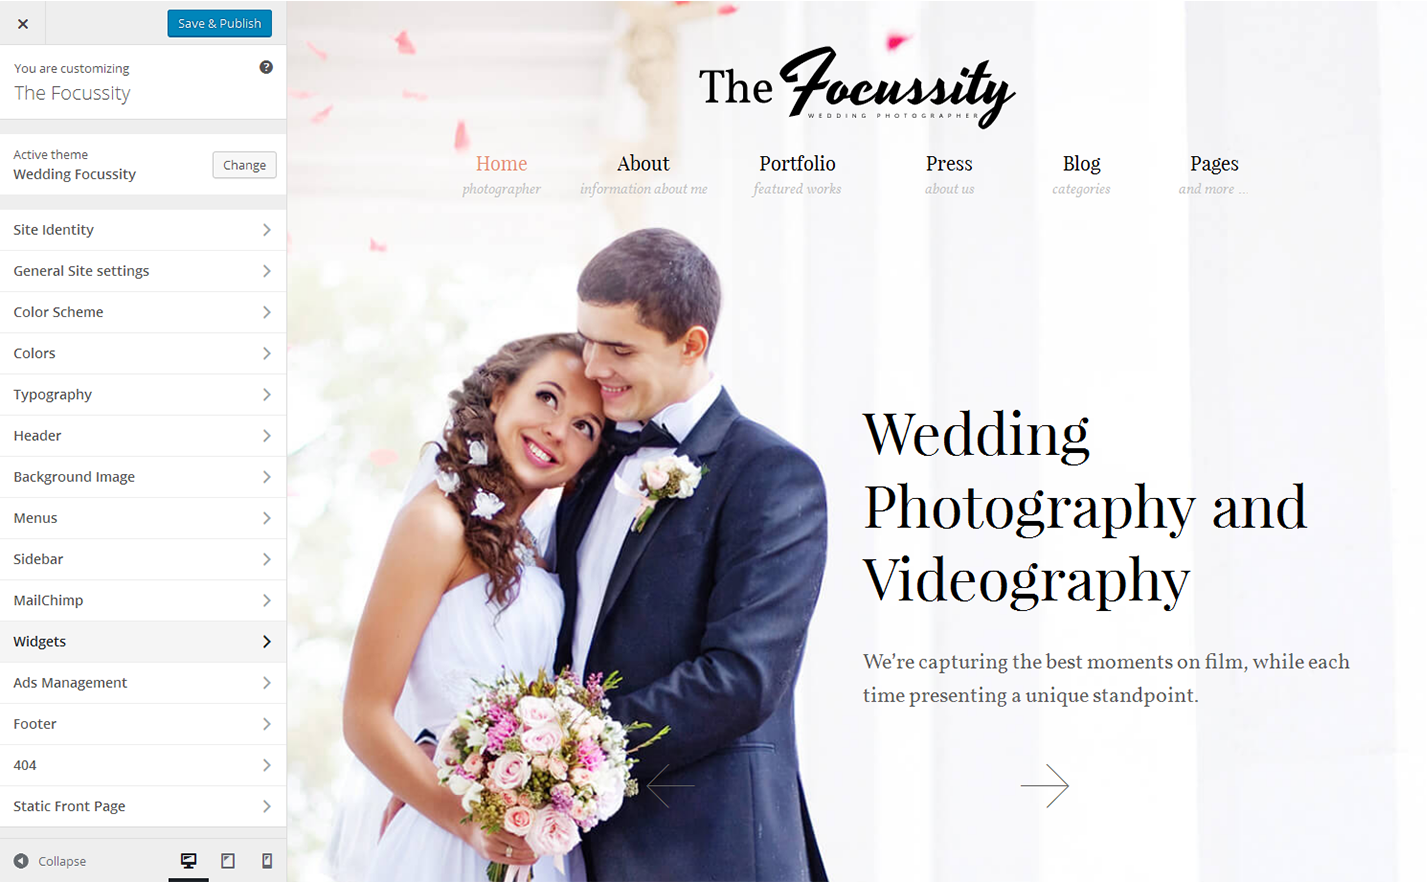 Save & Publish
You are customizing
The Focussity
Active theme
Wedding Focussity
Change
Site Identity
General Site settings
Color Scheme
Colors
Typography
Header
Background Image
Menus
Sidebar
MailChimp
Widgets
Ads Management
Footer
404
Static Front Page
Collapse
The Focussity
WEDDING PHOTOGRAPHER
Home About Portfolio Press Blog Pages
photographer information about me featured works about us categories and more ...
Wedding
Photography and
Videography
We’re capturing the best moments on film, while each
time presenting a unique standpoint.